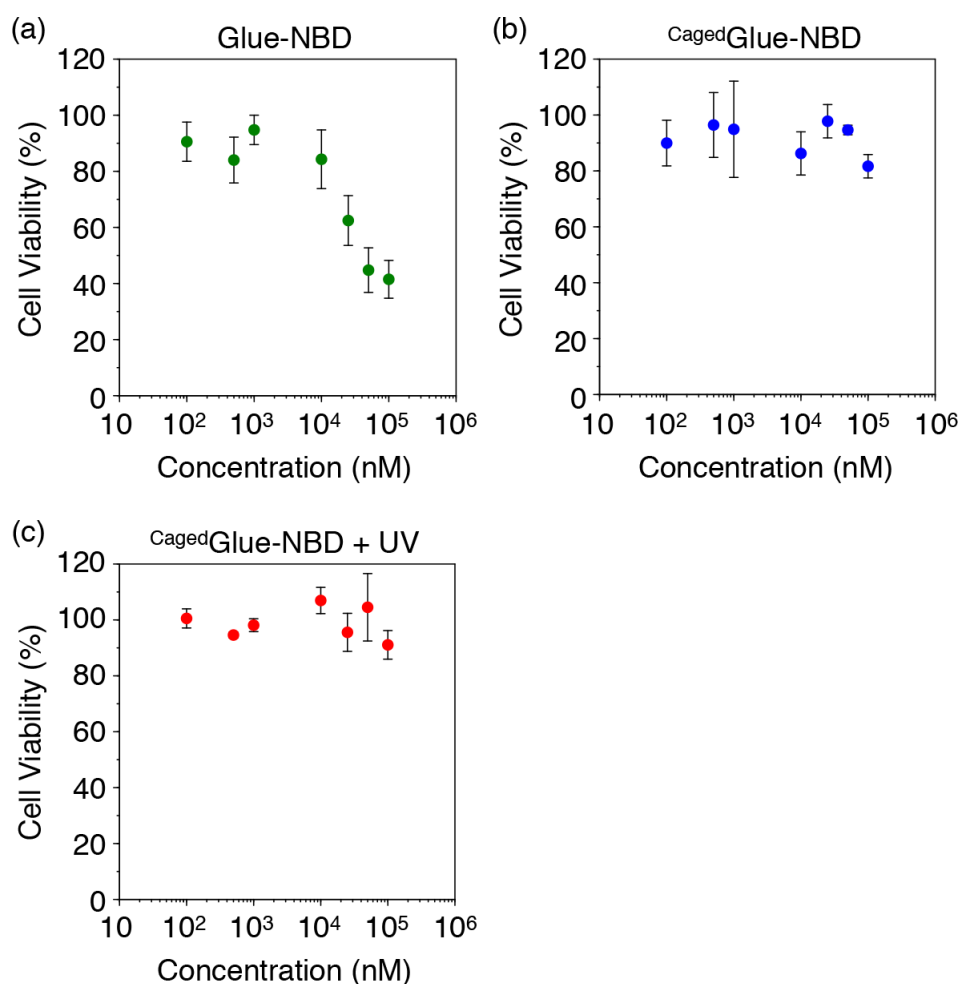 (a)
Glue-NBD
120
100
80
60
40
20
0
Cell Viability (%)
10 10² 10³ 10⁴ 10⁵ 10⁶
Concentration (nM)
(b)
ᶜᵃᵍᵉᵈGlue-NBD
120
100
80
60
40
20
0
Cell Viability (%)
10 10² 10³ 10⁴ 10⁵ 10⁶
Concentration (nM)
(c)
ᶜᵃᵍᵉᵈGlue-NBD + UV
120
100
80
60
40
20
0
Cell Viability (%)
10 10² 10³ 10⁴ 10⁵ 10⁶
Concentration (nM)